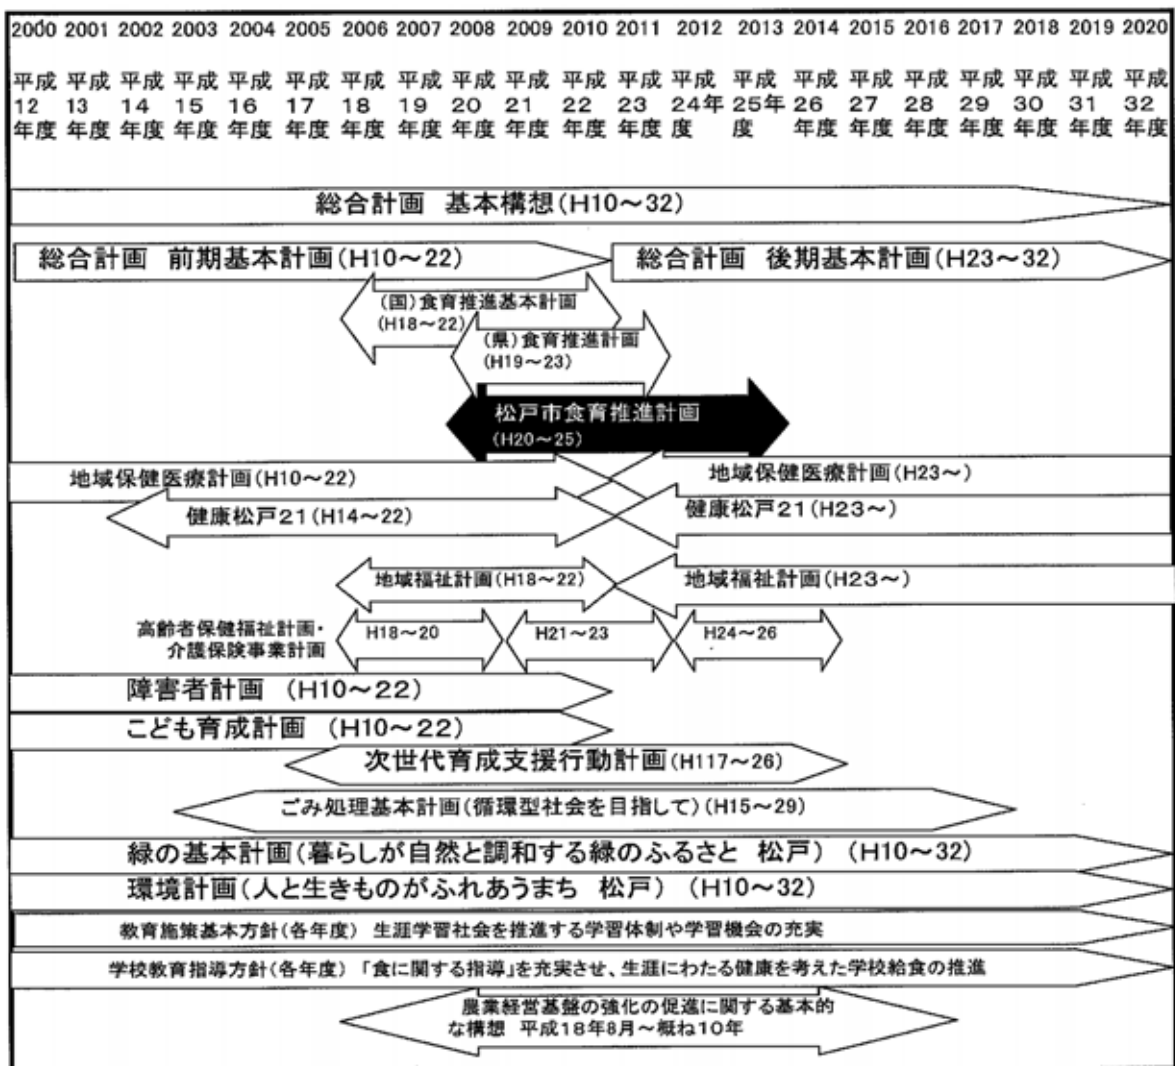 2000 2001 2002 2003 2004 2005 2006 2007 2008 2009 2010 2011 2012 2013 2014 2015 2016 2017 2018 2019 2020
平成 平成 平成 平成 平成 平成 平成 平成 平成 平成 平成 平成 平成 平成 平成 平成 平成 平成 平成 平成 平成
12 13 14 15 16 17 18 19 20 21 22 23 24年 25年 26 27 28 29 30 31 32
年度 年度 年度 年度 年度 年度 年度 年度 年度 年度 年度 年度 度 度 年度 年度 年度 年度 年度 年度 年度
総合計画 基本構想(H10～32)
総合計画 前期基本計画(H10～22) 総合計画 後期基本計画(H23～32)
(国)食育推進基本計画
(H18～22)
(県)食育推進計画
(H19～23)
松戸市食育推進計画
(H20～25)
地域保健医療計画(H10～22) 地域保健医療計画(H23～)
健康松戸21(H14～22) 健康松戸21(H23～)
地域福祉計画(H18～22) 地域福祉計画(H23～)
高齢者保健福祉計画・
介護保険事業計画
H18～20 H21～23 H24～26
障害者計画 (H10～22)
こども育成計画 (H10～22)
次世代育成支援行動計画(H117～26)
ごみ処理基本計画(循環型社会を目指して)(H15～29)
緑の基本計画(暮らしが自然と調和する緑のふるさと 松戸) (H10～32)
環境計画(人と生きものがふれあうまち 松戸) (H10～32)
教育施策基本方針(各年度) 生涯学習社会を推進する学習体制や学習機会の充実
学校教育指導方針(各年度) 「食に関する指導」を充実させ、生涯にわたる健康を考えた学校給食の推進
農業経営基盤の強化の促進に関する基本的
な構想 平成18年8月～概ね10年